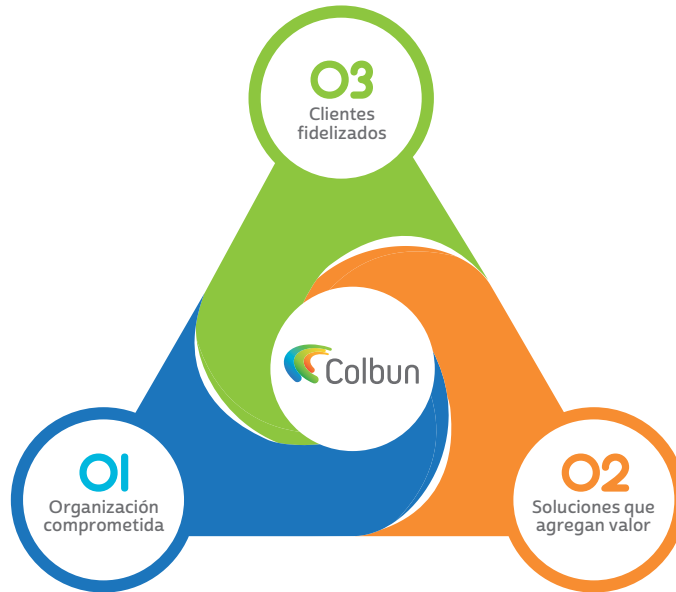 03
Clientes
fidelizados
Colbun
01
Organización
comprometida
02
Soluciones que
agregan valor